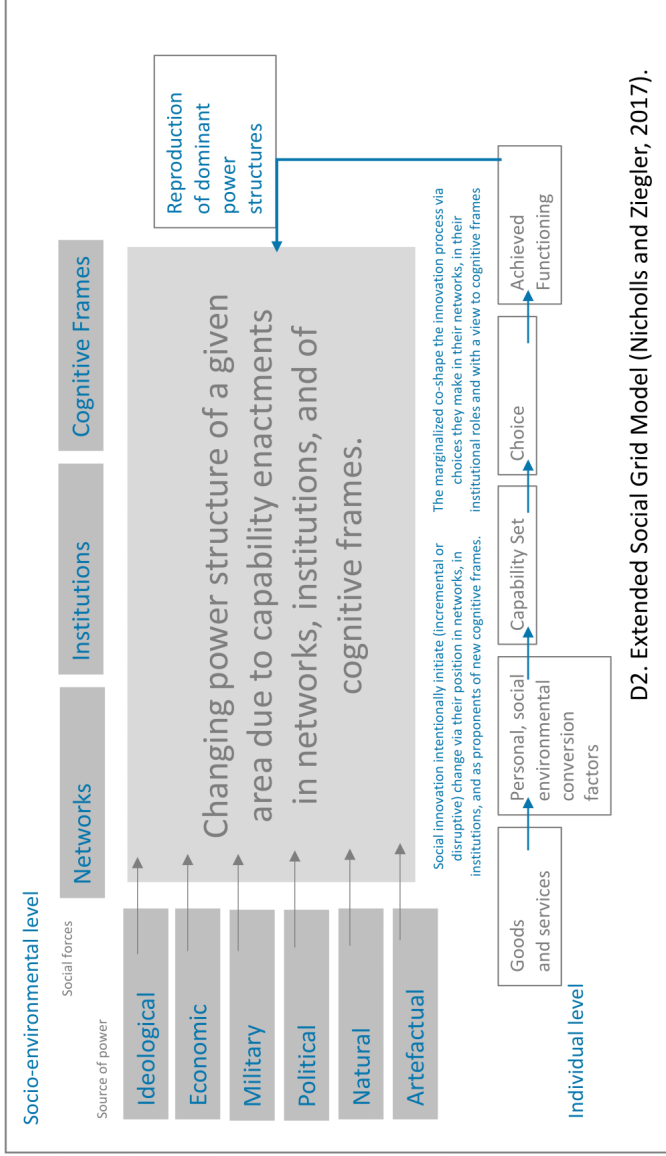 Socio-environmental level
Social forces
Networks
Institutions
Cognitive Frames
Source of power
Ideological
Economic
Military
Political
Natural
Artefactual
Changing power structure of a given
area due to capability enactments
in networks, institutions, and of
cognitive frames.
Reproduction
of dominant
power
structures
Social innovation intentionally initiate (incremental or
disruptive) change via their position in networks, in
institutions, and as proponents of new cognitive frames.
The marginalized co-shape the innovation process via
choices they make in their networks, in their
institutional roles and with a view to cognitive frames
Goods
and services
Personal, social
environmental
conversion
factors
Capability Set
Choice
Achieved
Functioning
Individual level
D2. Extended Social Grid Model (Nicholls and Ziegler, 2017).